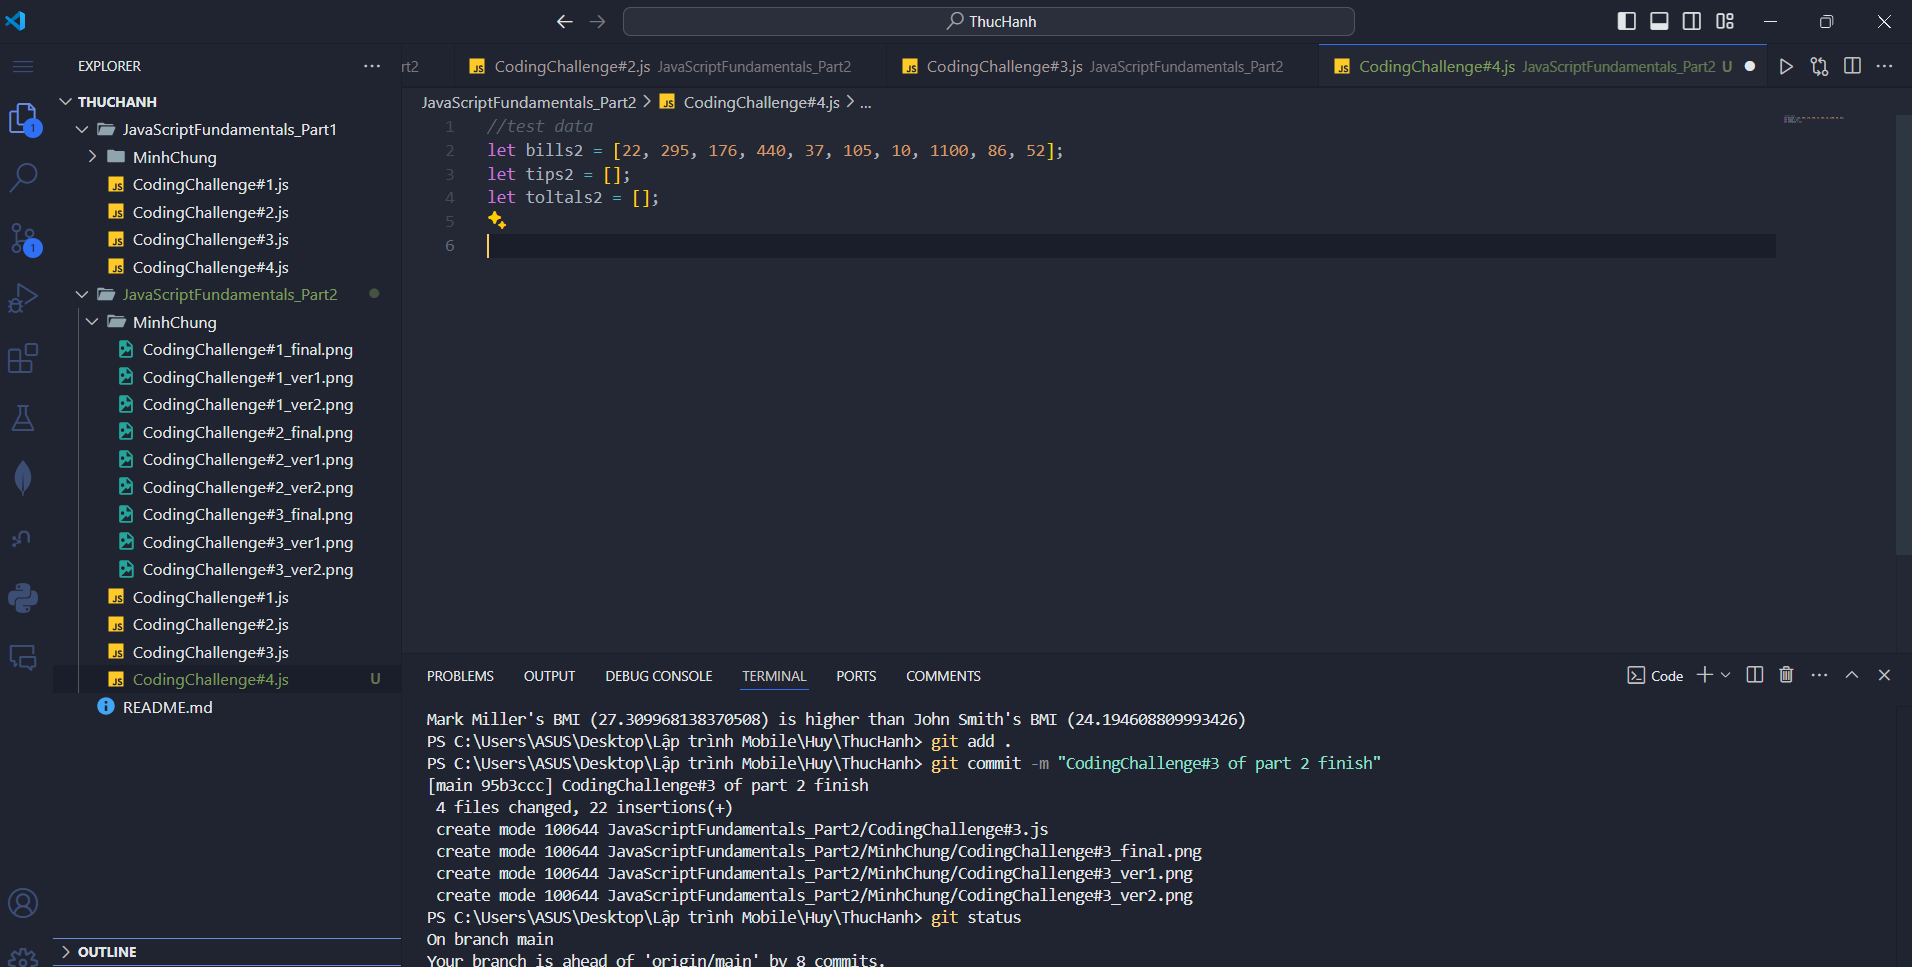 ThucHanh
EXPLORER
rt2
CodingChallenge#2.js JavaScriptFundamentals_Part2
CodingChallenge#3.js JavaScriptFundamentals_Part2
CodingChallenge#4.js JavaScriptFundamentals_Part2 U
THUCHANH
JavaScriptFundamentals_Part1
MinhChung
CodingChallenge#1.js
CodingChallenge#2.js
CodingChallenge#3.js
CodingChallenge#4.js
JavaScriptFundamentals_Part2
MinhChung
CodingChallenge#1_final.png
CodingChallenge#1_ver1.png
CodingChallenge#1_ver2.png
CodingChallenge#2_final.png
CodingChallenge#2_ver1.png
CodingChallenge#2_ver2.png
CodingChallenge#3_final.png
CodingChallenge#3_ver1.png
CodingChallenge#3_ver2.png
CodingChallenge#1.js
CodingChallenge#2.js
CodingChallenge#3.js
CodingChallenge#4.js U
README.md
OUTLINE
1
1
JavaScriptFundamentals_Part2 > JS CodingChallenge#4.js > ...
1 //test data
2 let bills2 = [22, 295, 176, 440, 37, 105, 10, 1100, 86, 52];
3 let tips2 = [];
4 let toltals2 = [];
5
6
PROBLEMS OUTPUT DEBUG CONSOLE TERMINAL PORTS COMMENTS
Code
Mark Miller's BMI (27.309968138370508) is higher than John Smith's BMI (24.194608809993426)
PS C:\Users\ASUS\Desktop\Lập trình Mobile\Huy\ThucHanh> git add .
PS C:\Users\ASUS\Desktop\Lập trình Mobile\Huy\ThucHanh> git commit -m "CodingChallenge#3 of part 2 finish"
[main 95b3ccc] CodingChallenge#3 of part 2 finish
4 files changed, 22 insertions(+)
create mode 100644 JavaScriptFundamentals_Part2/CodingChallenge#3.js
create mode 100644 JavaScriptFundamentals_Part2/MinhChung/CodingChallenge#3_final.png
create mode 100644 JavaScriptFundamentals_Part2/MinhChung/CodingChallenge#3_ver1.png
create mode 100644 JavaScriptFundamentals_Part2/MinhChung/CodingChallenge#3_ver2.png
PS C:\Users\ASUS\Desktop\Lập trình Mobile\Huy\ThucHanh> git status
On branch main
Your branch is ahead of 'origin/main' by 8 commits.